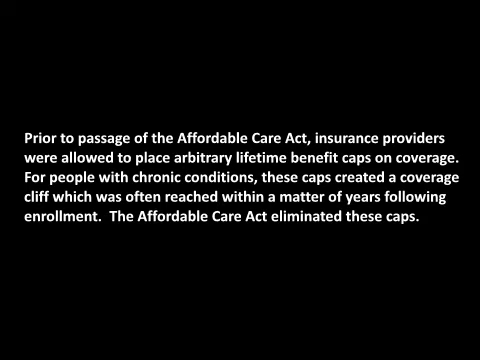 Prior to passage of the Affordable Care Act, insurance providers
were allowed to place arbitrary lifetime benefit caps on coverage.
For people with chronic conditions, these caps created a coverage
cliff which was often reached within a matter of years following
enrollment.  The Affordable Care Act eliminated these caps.